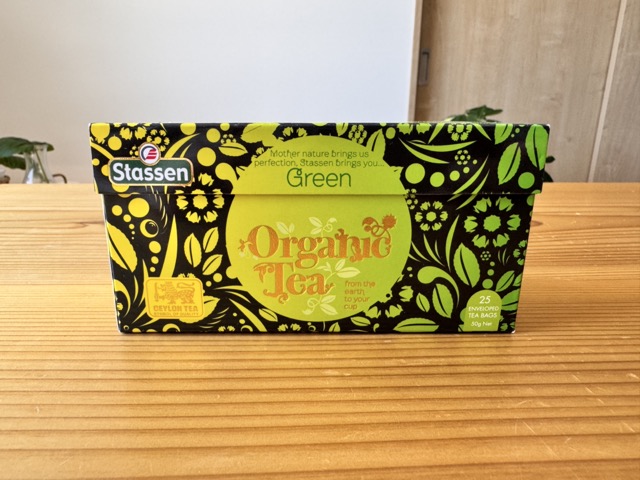 Stassen
Mother nature brings us
perfection, Stassen brings you...
Green
Organic
Tea
from the
earth
to your
cup
CEYLON TEA
25
ENVELOPED
TEA BAGS
50g Net